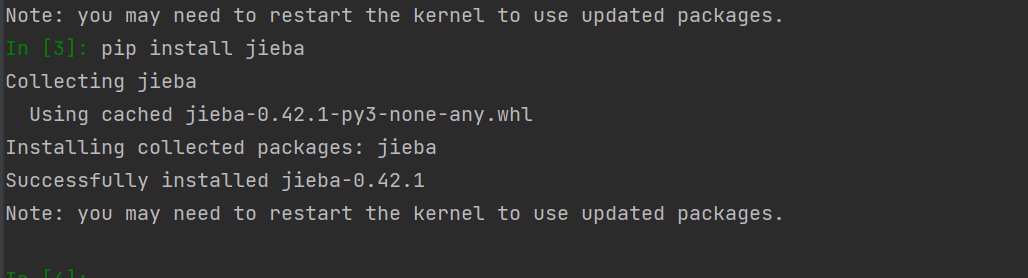 Note: you may need to restart the kernel to use updated packages.
In [3]: pip install jieba
Collecting jieba
  Using cached jieba-0.42.1-py3-none-any.whl
Installing collected packages: jieba
Successfully installed jieba-0.42.1
Note: you may need to restart the kernel to use updated packages.
In [4]: